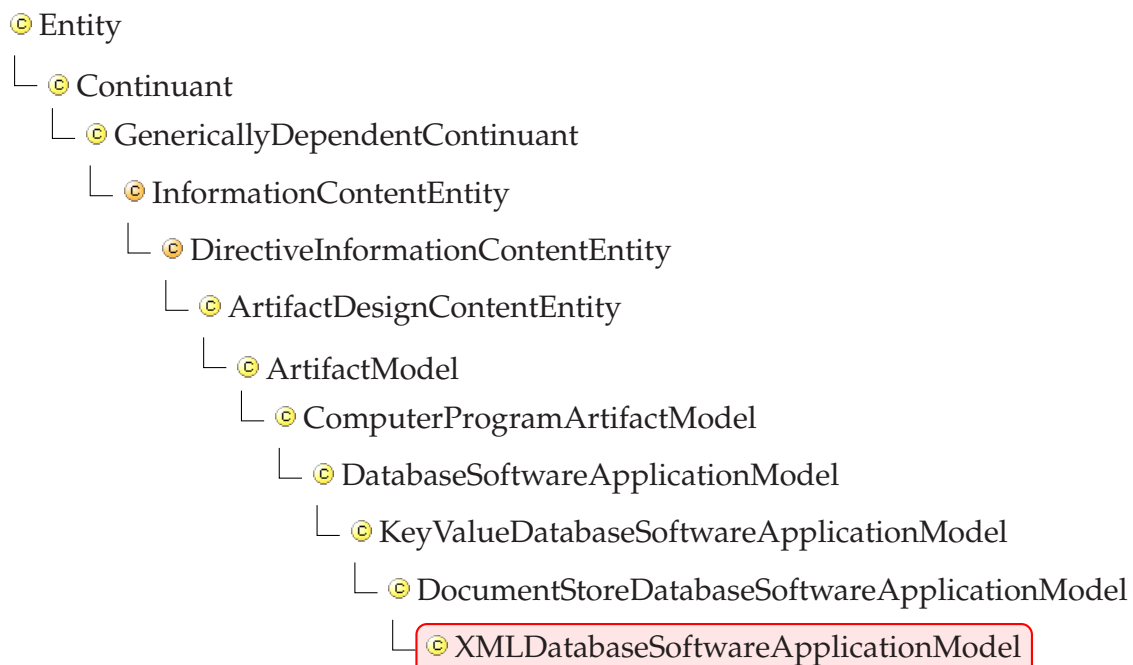 Entity
Continuant
GenericallyDependentContinuant
InformationContentEntity
DirectiveInformationContentEntity
ArtifactDesignContentEntity
ArtifactModel
ComputerProgramArtifactModel
DatabaseSoftwareApplicationModel
KeyValueDatabaseSoftwareApplicationModel
DocumentStoreDatabaseSoftwareApplicationModel
XMLDatabaseSoftwareApplicationModel